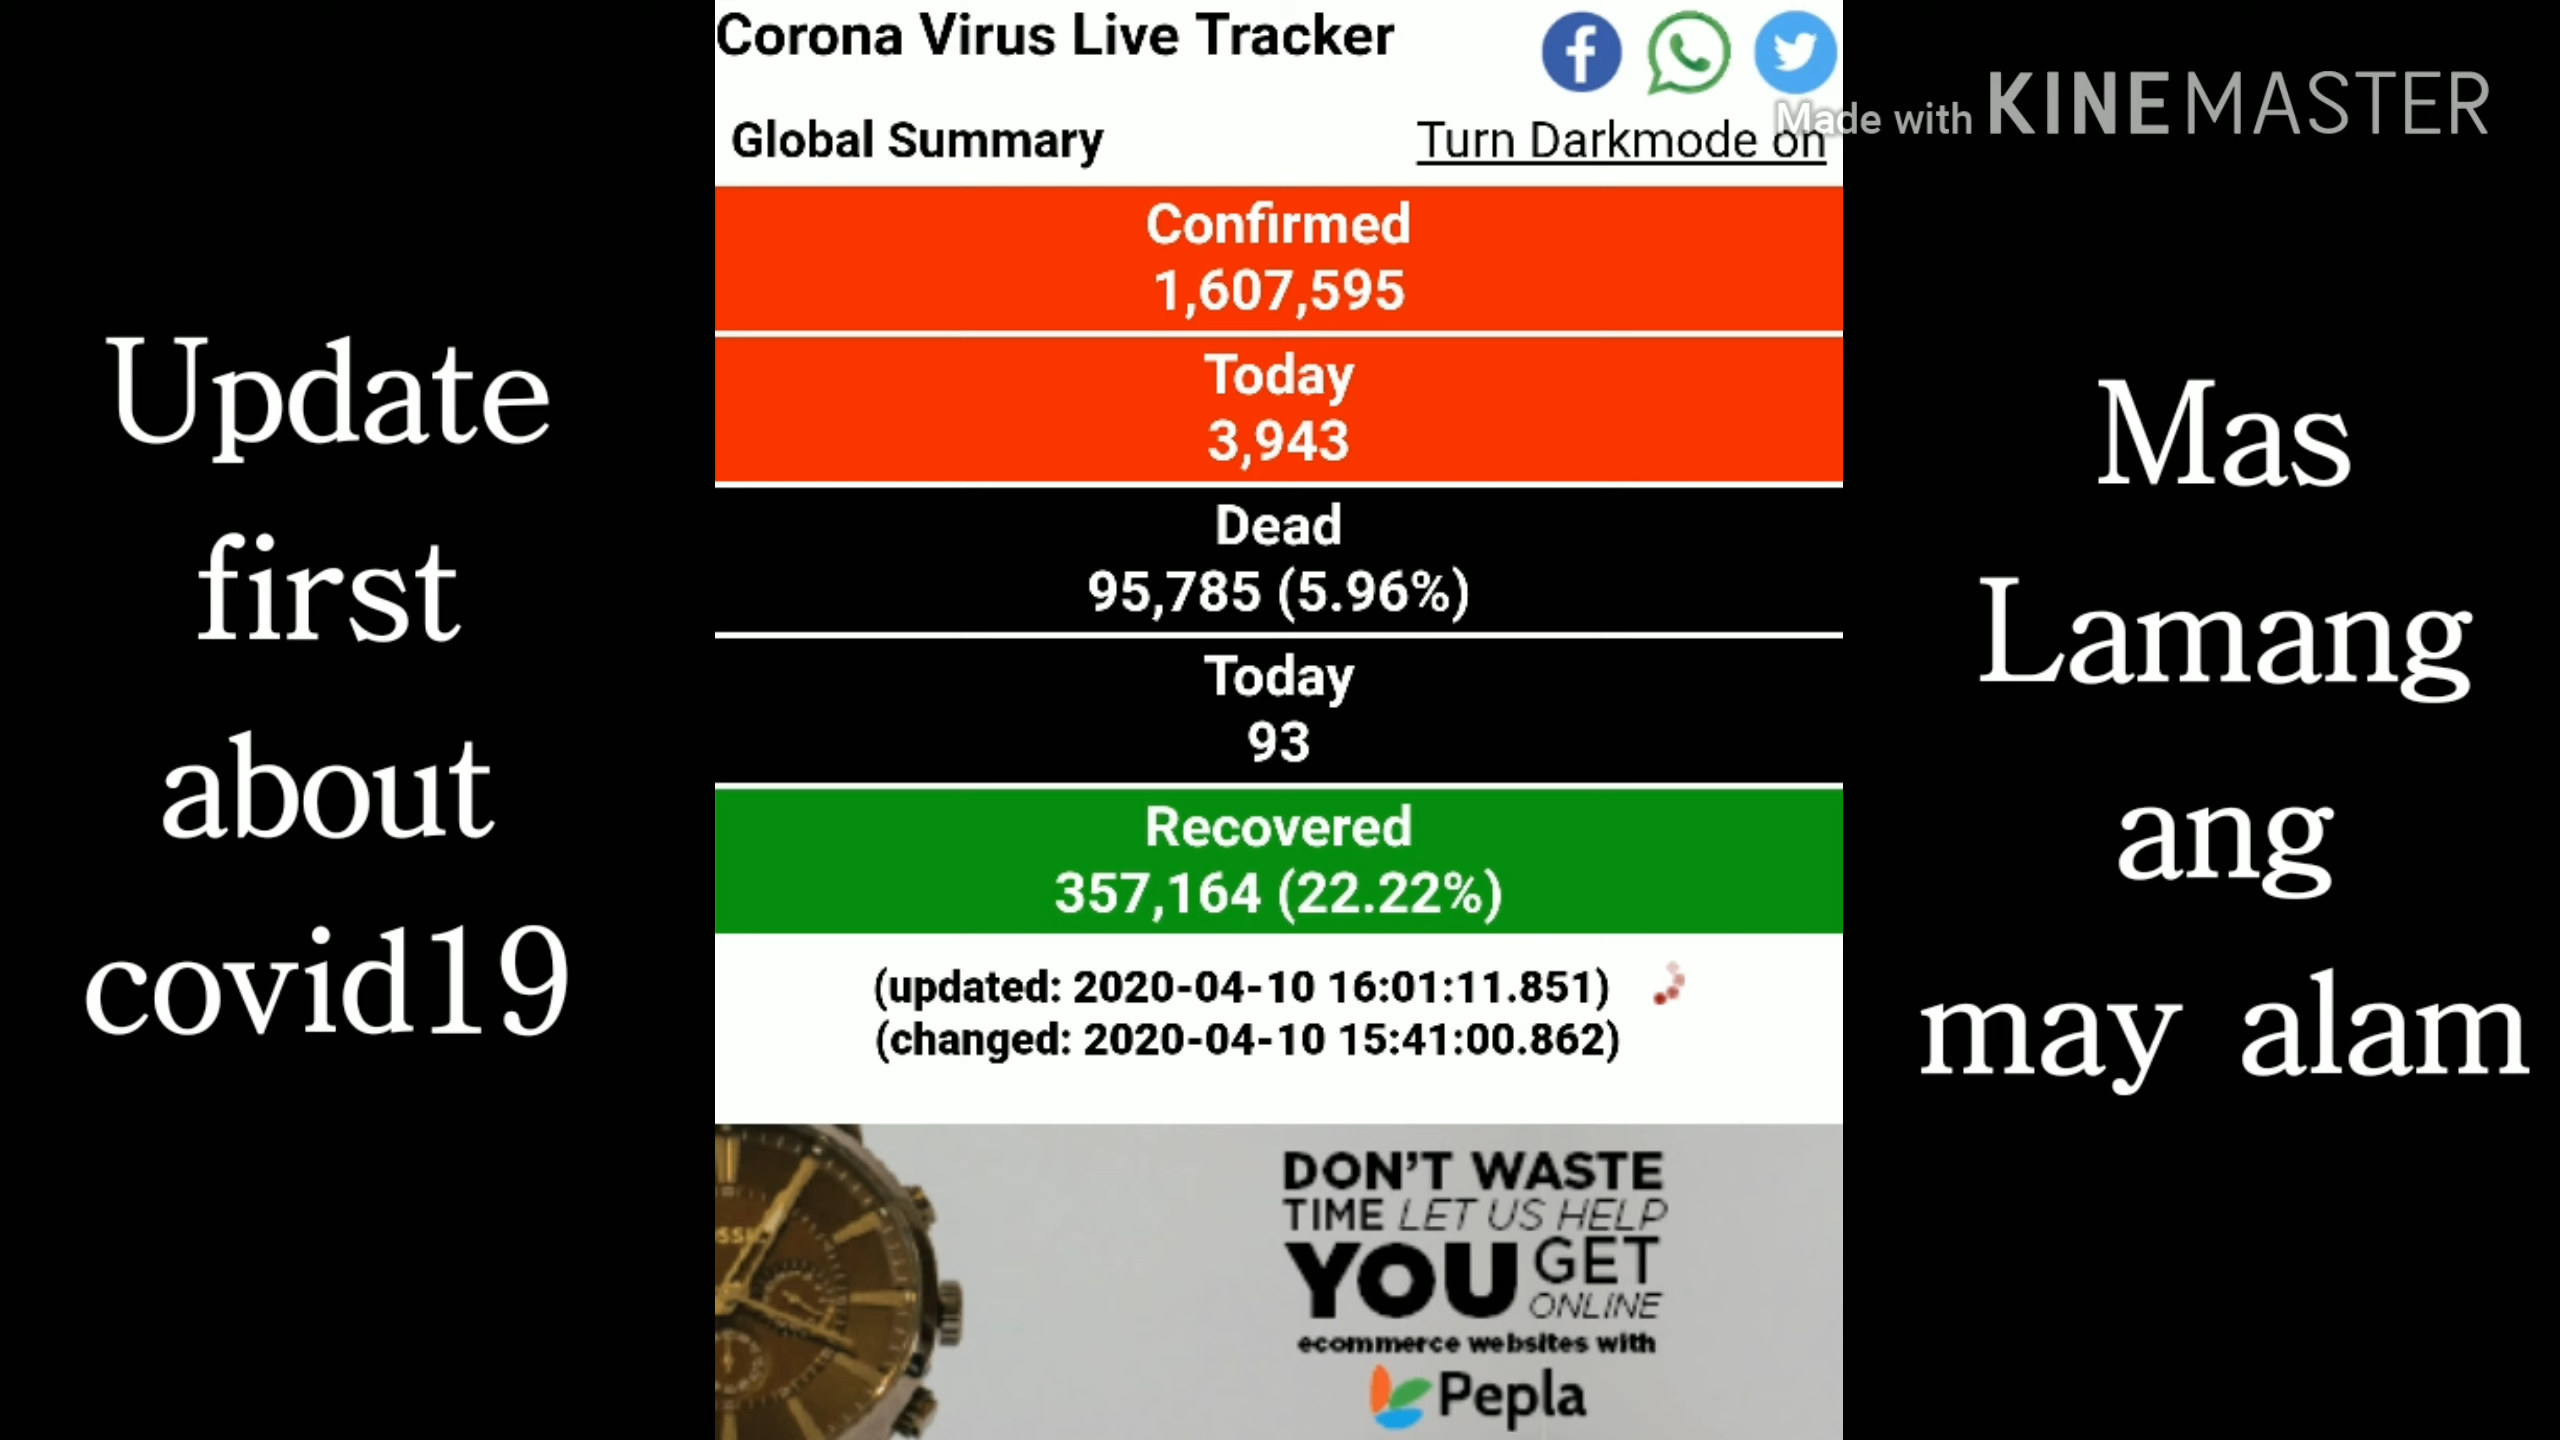 Update
first
about
covid19
Corona Virus Live Tracker
Made with KINEMASTER
Global Summary
Turn Darkmode on
Confirmed
1,607,595
Today
3,943
Dead
95,785 (5.96%)
Today
93
Recovered
357,164 (22.22%)
(updated: 2020-04-10 16:01:11.851)
(changed: 2020-04-10 15:41:00.862)
DON'T WASTE
TIME LET US HELP
YOU GET
ONLINE
ecommerce websites with
Pepla
Mas
Lamang
ang
may alam